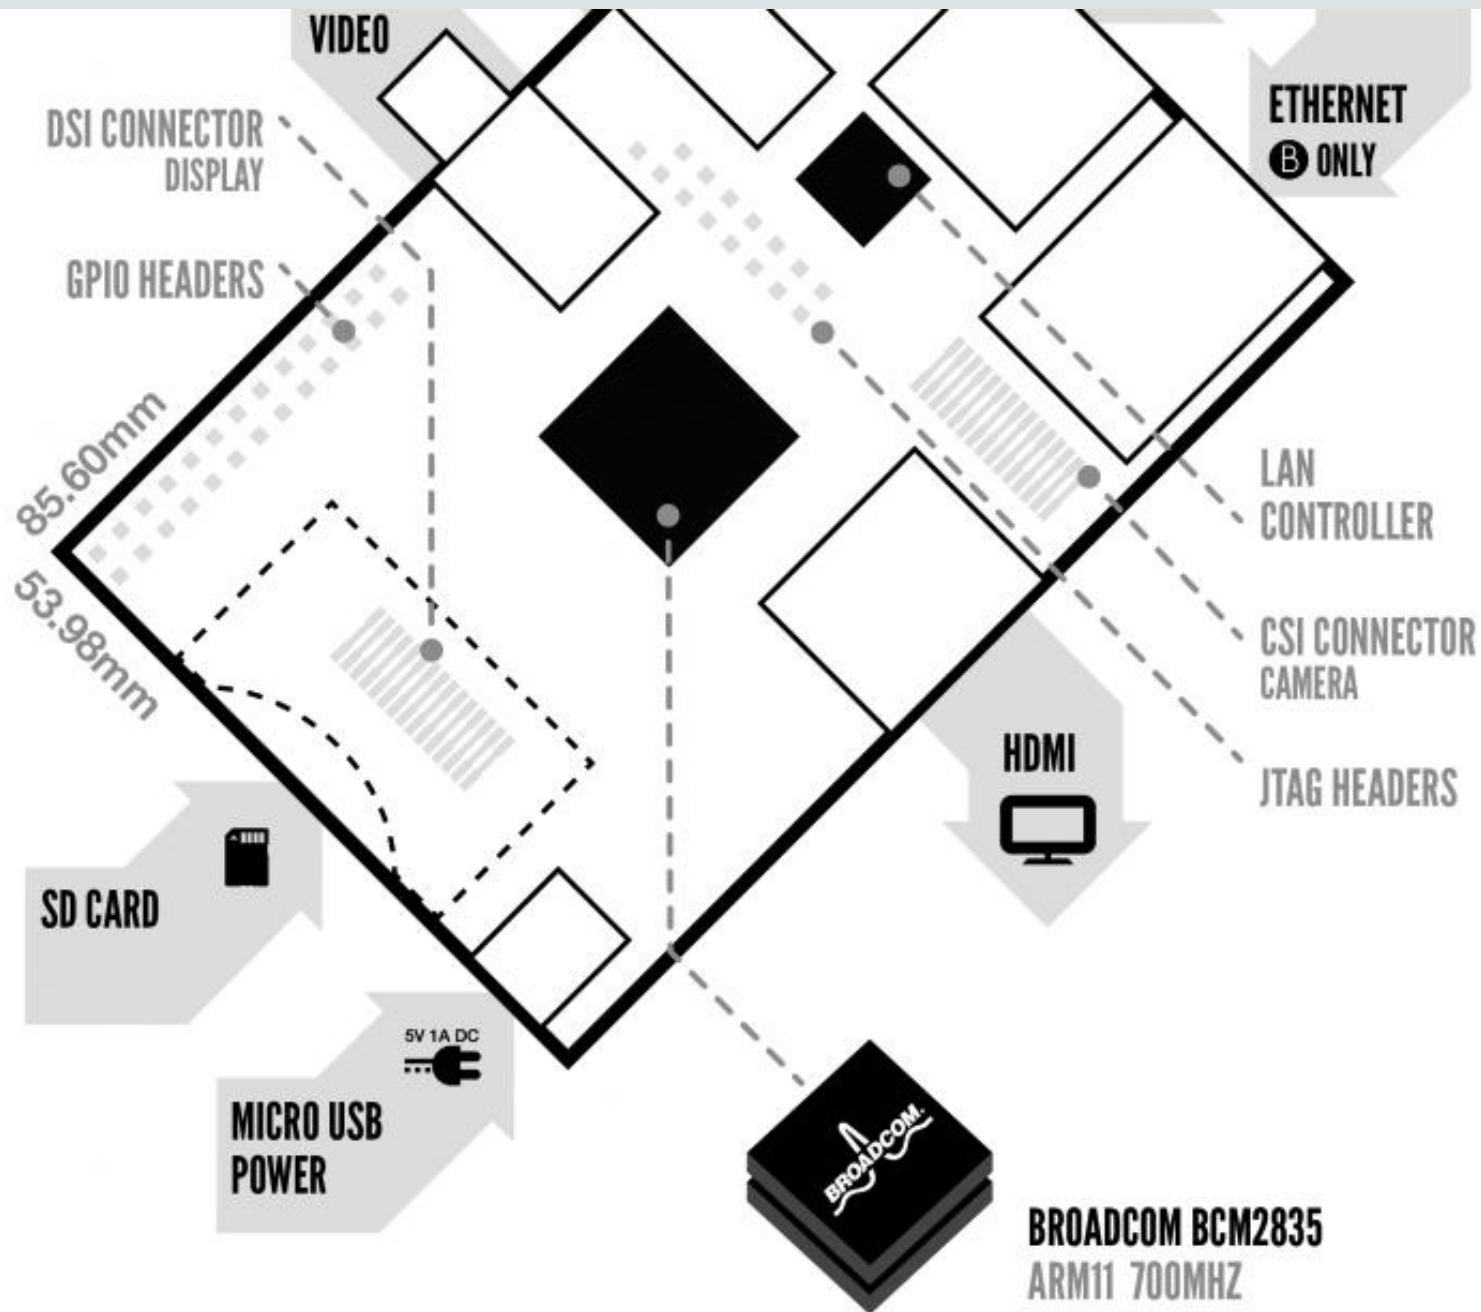 VIDEO
DSI CONNECTOR
DISPLAY
GPIO HEADERS
ETHERNET
B ONLY
85.60mm
53.98mm
LAN
CONTROLLER
CSI CONNECTOR
CAMERA
JTAG HEADERS
HDMI
SD CARD
5V 1A DC
MICRO USB
POWER
BROADCOM.
BROADCOM BCM2835
ARM11 700MHZ